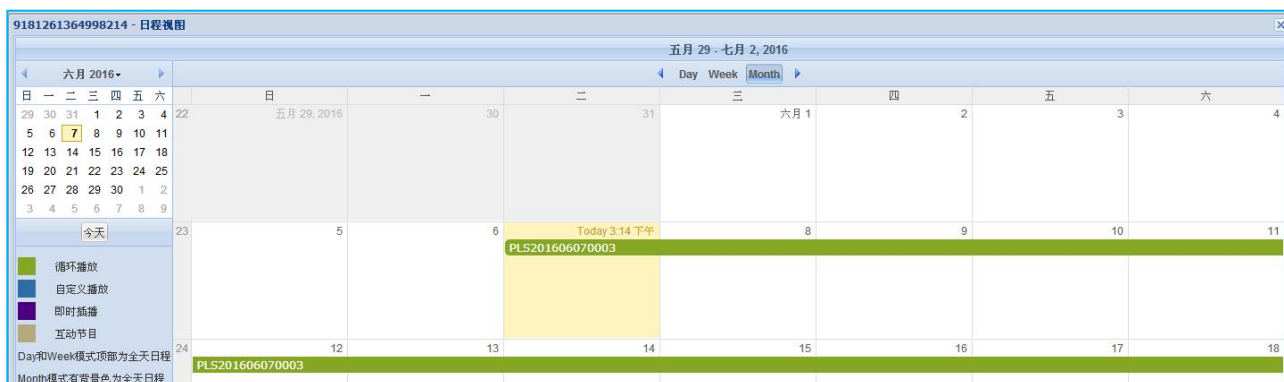 9181261364998214 - 日程视图
五月 29 - 七月 2, 2016
六月 2016
Day Week Month
日 一 二 三 四 五 六
29 30 31 1 2 3 4
5 6 7 8 9 10 11
12 13 14 15 16 17 18
19 20 21 22 23 24 25
26 27 28 29 30 1 2
3 4 5 6 7 8 9
今天
循环播放
自定义播放
即时插播
互动节目
Day和Week模式顶部为全天日程
Month模式有背景色为全天日程
日 一 二 三 四 五 六
22 五月 29, 2016 30 31 六月 1 2 3 4
23 5 6 Today 3:14 下午 8 9 10 11
PLS201606070003
24 12 13 14 15 16 17 18
PLS201606070003